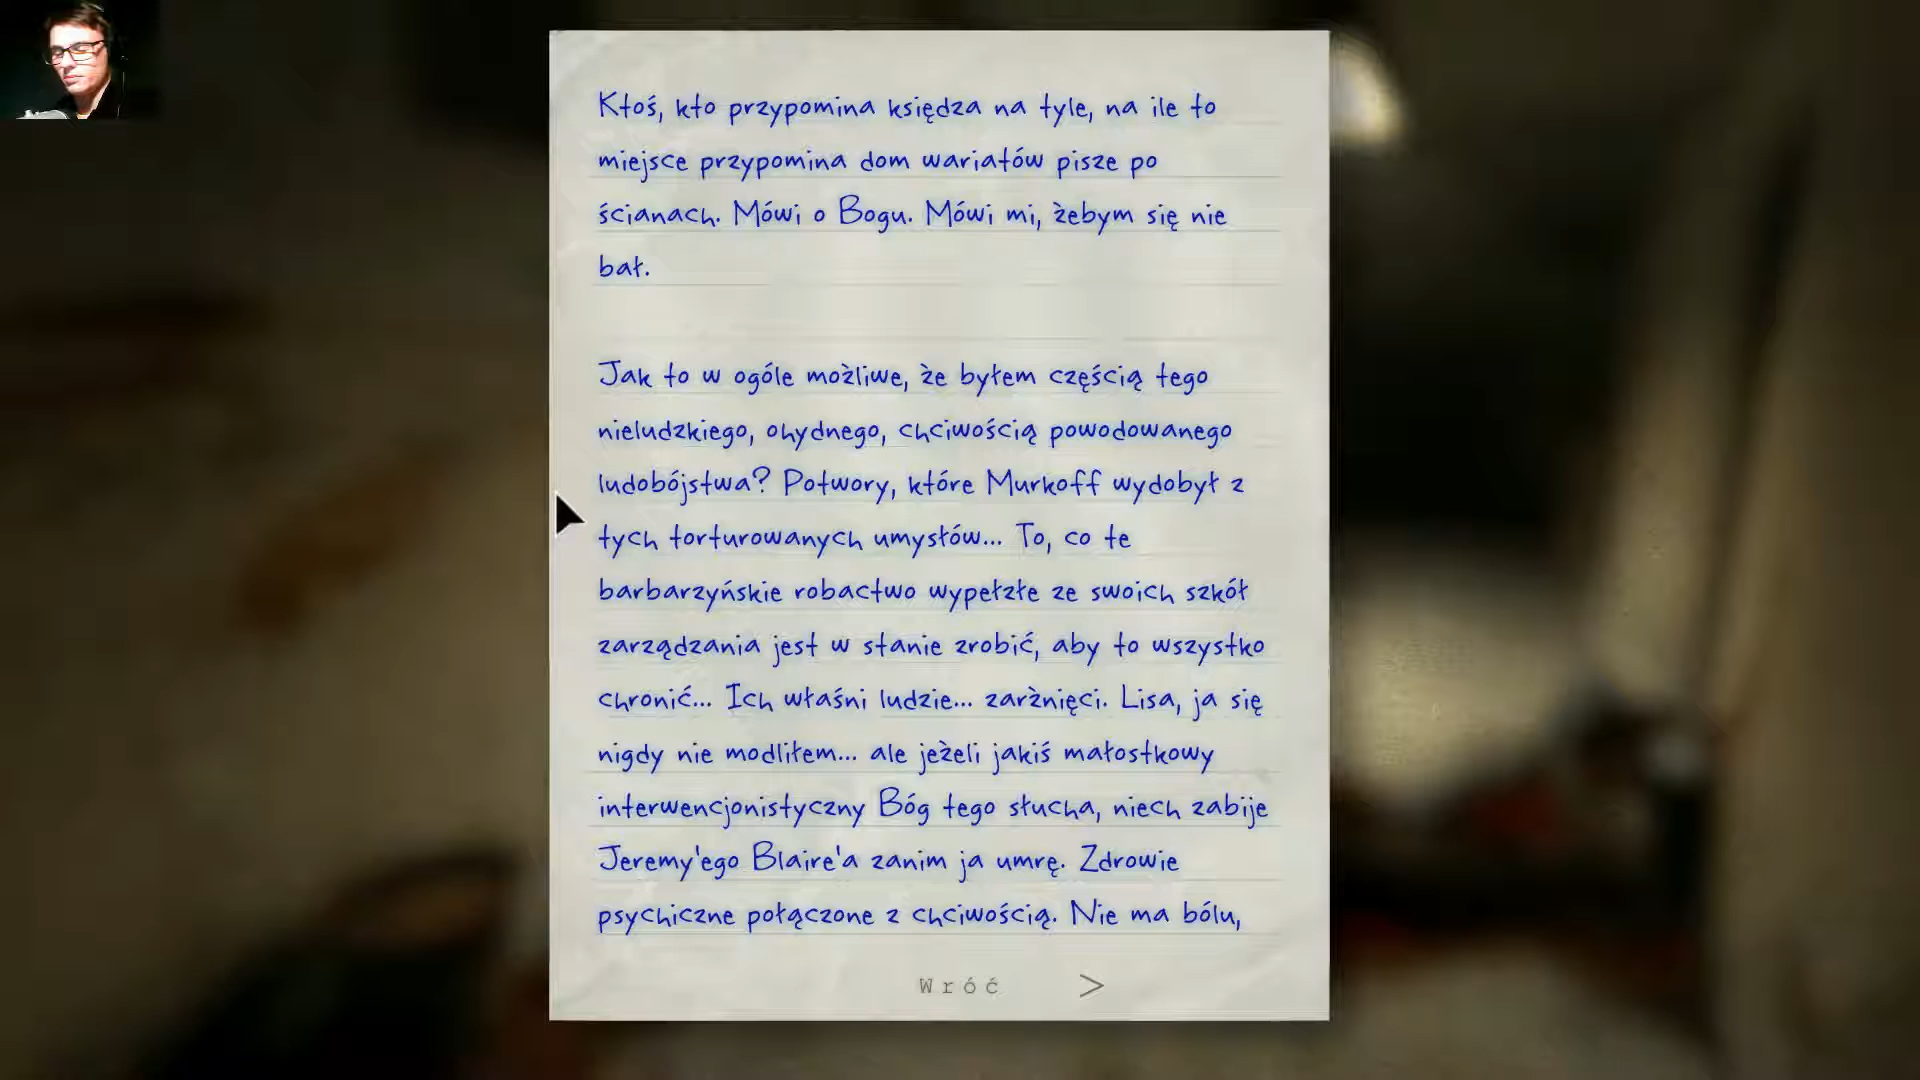 Ktoś, kto przypomina księdza na tyle, na ile to
miejsce przypomina dom wariatów pisze po
ścianach. Mówi o Bogu. Mówi mi, żebym się nie
bał.
Jak to w ogóle możliwe, że byłem częścią tego
nieludzkiego, ohydnego, chciwością powodowanego
ludobójstwa? Potwory, które Murkoff wydobył z
tych torturowanych umysłów... To, co te
barbarzyńskie robactwo wypełzłe ze swoich szkół
zarządzania jest w stanie zrobić, aby to wszystko
chronić... Ich właśni ludzie... zarżnięci. Lisa, ja się
nigdy nie modliłem... ale jeżeli jakiś małostkowy
interwencjonistyczny Bóg tego słucha, niech zabije
Jeremy'ego Blaire'a zanim ja umrę. Zdrowie
psychiczne połączone z chciwością. Nie ma bólu,
Wróć >